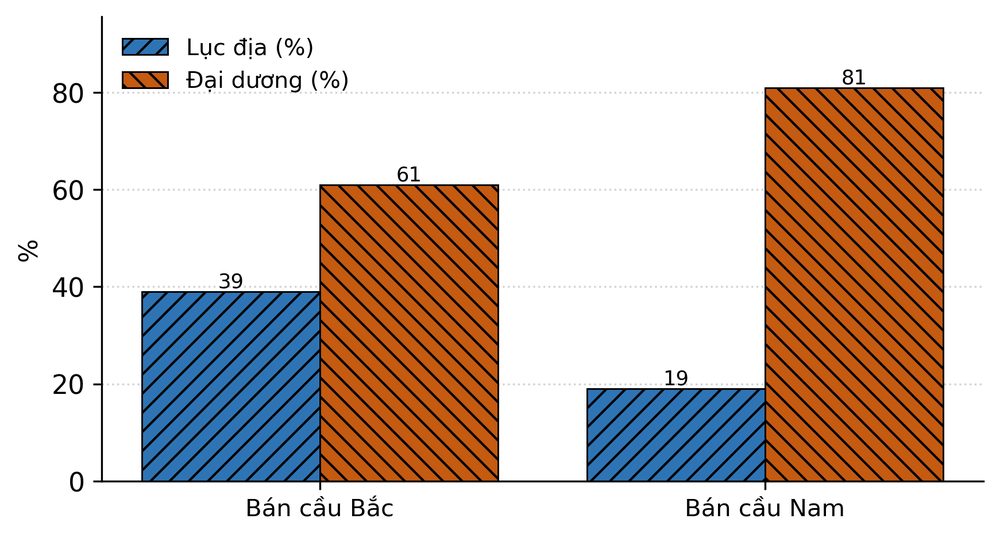 Lục địa (%)
Đại dương (%)
%
80
60
40
20
0
39
61
19
81
Bán cầu Bắc
Bán cầu Nam